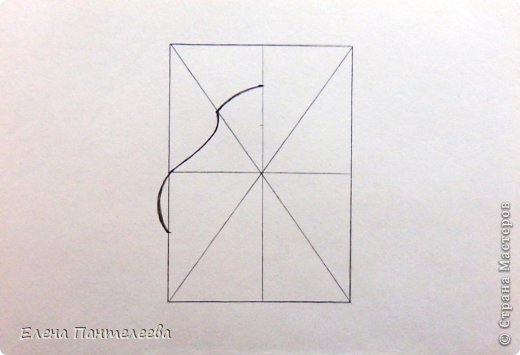 Елена Пантелеева
© Страна Мастеров